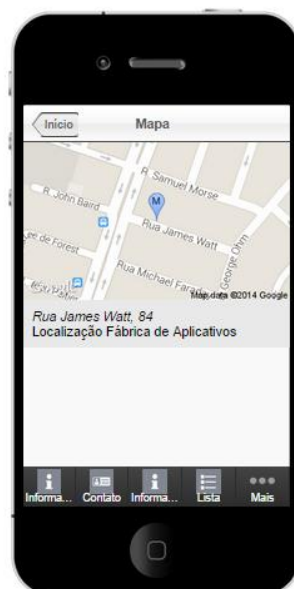 Início
Mapa
R. Samuel Morse
R. John Baird
M
Rua James Watt
ge de Forest
George Ohm
Rua Michael Farad
Map data ©2014 Google
Rua James Watt, 84
Localização Fábrica de Aplicativos
Informa... Contato Informa... Lista Mais